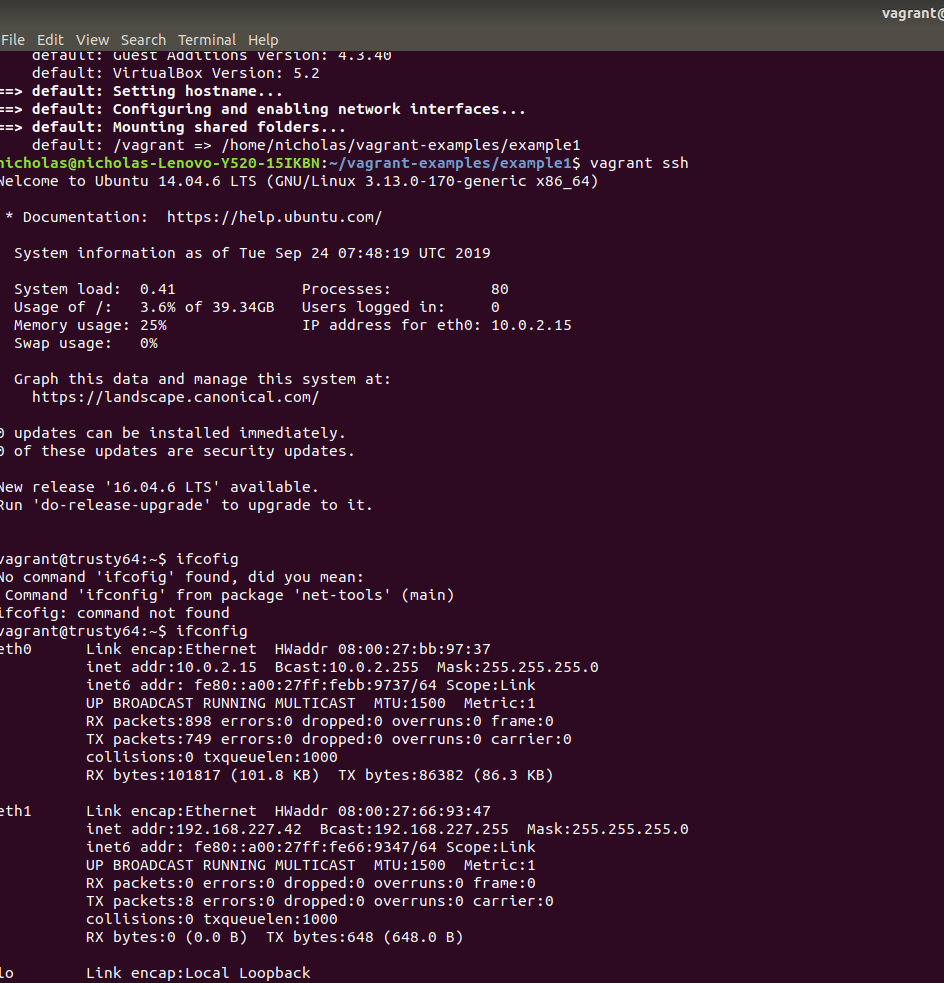 vagrant@
File Edit View Search Terminal Help
default: Guest Additions Version: 4.3.40
default: VirtualBox Version: 5.2
==> default: Setting hostname...
==> default: Configuring and enabling network interfaces...
==> default: Mounting shared folders...
default: /vagrant => /home/nicholas/vagrant-examples/example1
nicholas@nicholas-Lenovo-Y520-15IKBN:~/vagrant-examples/example1$ vagrant ssh
Welcome to Ubuntu 14.04.6 LTS (GNU/Linux 3.13.0-170-generic x86_64)
* Documentation:  https://help.ubuntu.com/
System information as of Tue Sep 24 07:48:19 UTC 2019
System load:  0.41              Processes:           80
Usage of /:   3.6% of 39.34GB   Users logged in:     0
Memory usage: 25%               IP address for eth0: 10.0.2.15
Swap usage:   0%
Graph this data and manage this system at:
https://landscape.canonical.com/
0 updates can be installed immediately.
0 of these updates are security updates.
New release '16.04.6 LTS' available.
Run 'do-release-upgrade' to upgrade to it.
vagrant@trusty64:~$ ifcofig
No command 'ifcofig' found, did you mean:
Command 'ifconfig' from package 'net-tools' (main)
ifcofig: command not found
vagrant@trusty64:~$ ifconfig
eth0      Link encap:Ethernet  HWaddr 08:00:27:bb:97:37
inet addr:10.0.2.15  Bcast:10.0.2.255  Mask:255.255.255.0
inet6 addr: fe80::a00:27ff:febb:9737/64 Scope:Link
UP BROADCAST RUNNING MULTICAST  MTU:1500  Metric:1
RX packets:898 errors:0 dropped:0 overruns:0 frame:0
TX packets:749 errors:0 dropped:0 overruns:0 carrier:0
collisions:0 txqueuelen:1000
RX bytes:101817 (101.8 KB)  TX bytes:86382 (86.3 KB)
eth1      Link encap:Ethernet  HWaddr 08:00:27:66:93:47
inet addr:192.168.227.42  Bcast:192.168.227.255  Mask:255.255.255.0
inet6 addr: fe80::a00:27ff:fe66:9347/64 Scope:Link
UP BROADCAST RUNNING MULTICAST  MTU:1500  Metric:1
RX packets:0 errors:0 dropped:0 overruns:0 frame:0
TX packets:8 errors:0 dropped:0 overruns:0 carrier:0
collisions:0 txqueuelen:1000
RX bytes:0 (0.0 B)  TX bytes:648 (648.0 B)
lo        Link encap:Local Loopback